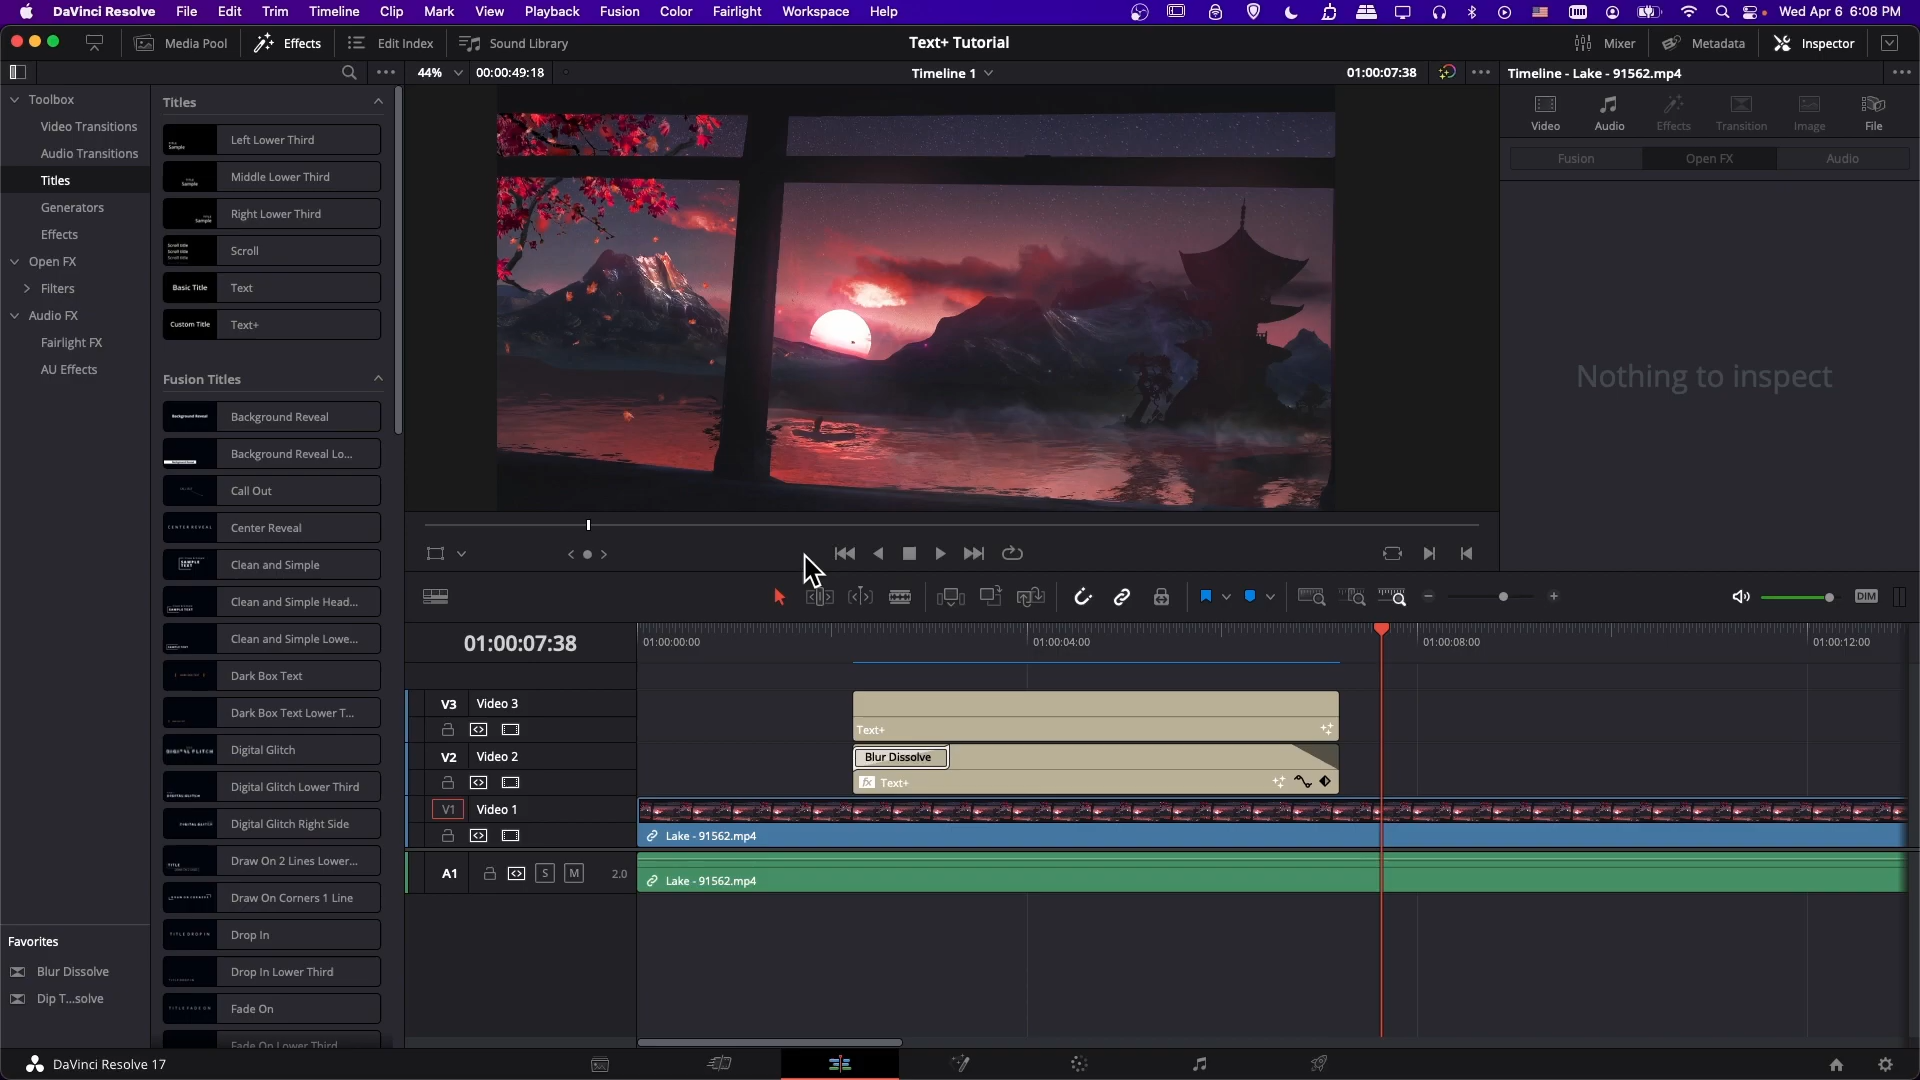 DaVinci Resolve File Edit Trim Timeline Clip Mark View Playback Fusion Color Fairlight Workspace Help Wed Apr 6 6:08 PM
Media Pool Effects Edit Index Sound Library Text+ Tutorial Mixer Metadata Inspector
44% 00:00:49:18 Timeline 1 01:00:07:38 Timeline - Lake - 91562.mp4
Toolbox
Video Transitions
Audio Transitions
Titles
Generators
Effects
Open FX
Filters
Audio FX
Fairlight FX
AU Effects
Favorites
Blur Dissolve
Dip T...solve
Titles
Left Lower Third
Middle Lower Third
Right Lower Third
Scroll
Basic Title Text
Custom Title Text+
Fusion Titles
Background Reveal
Background Reveal Lo...
Call Out
Center Reveal
Clean and Simple
Clean and Simple Head...
Clean and Simple Lowe...
Dark Box Text
Dark Box Text Lower T...
Digital Glitch
Digital Glitch Lower Third
Digital Glitch Right Side
Draw On 2 Lines Lower...
Draw On Corners 1 Line
Drop In
Drop In Lower Third
Fade On
Fade On Lower Third
Video Audio Effects Transition Image File
Fusion Open FX Audio
Nothing to inspect
DIM
01:00:07:38 01:00:00:00 01:00:04:00 01:00:08:00 01:00:12:00
V3 Video 3
Text+
V2 Video 2 Blur Dissolve
fx Text+
V1 Video 1
Lake - 91562.mp4
A1 S M 2.0
Lake - 91562.mp4
DaVinci Resolve 17